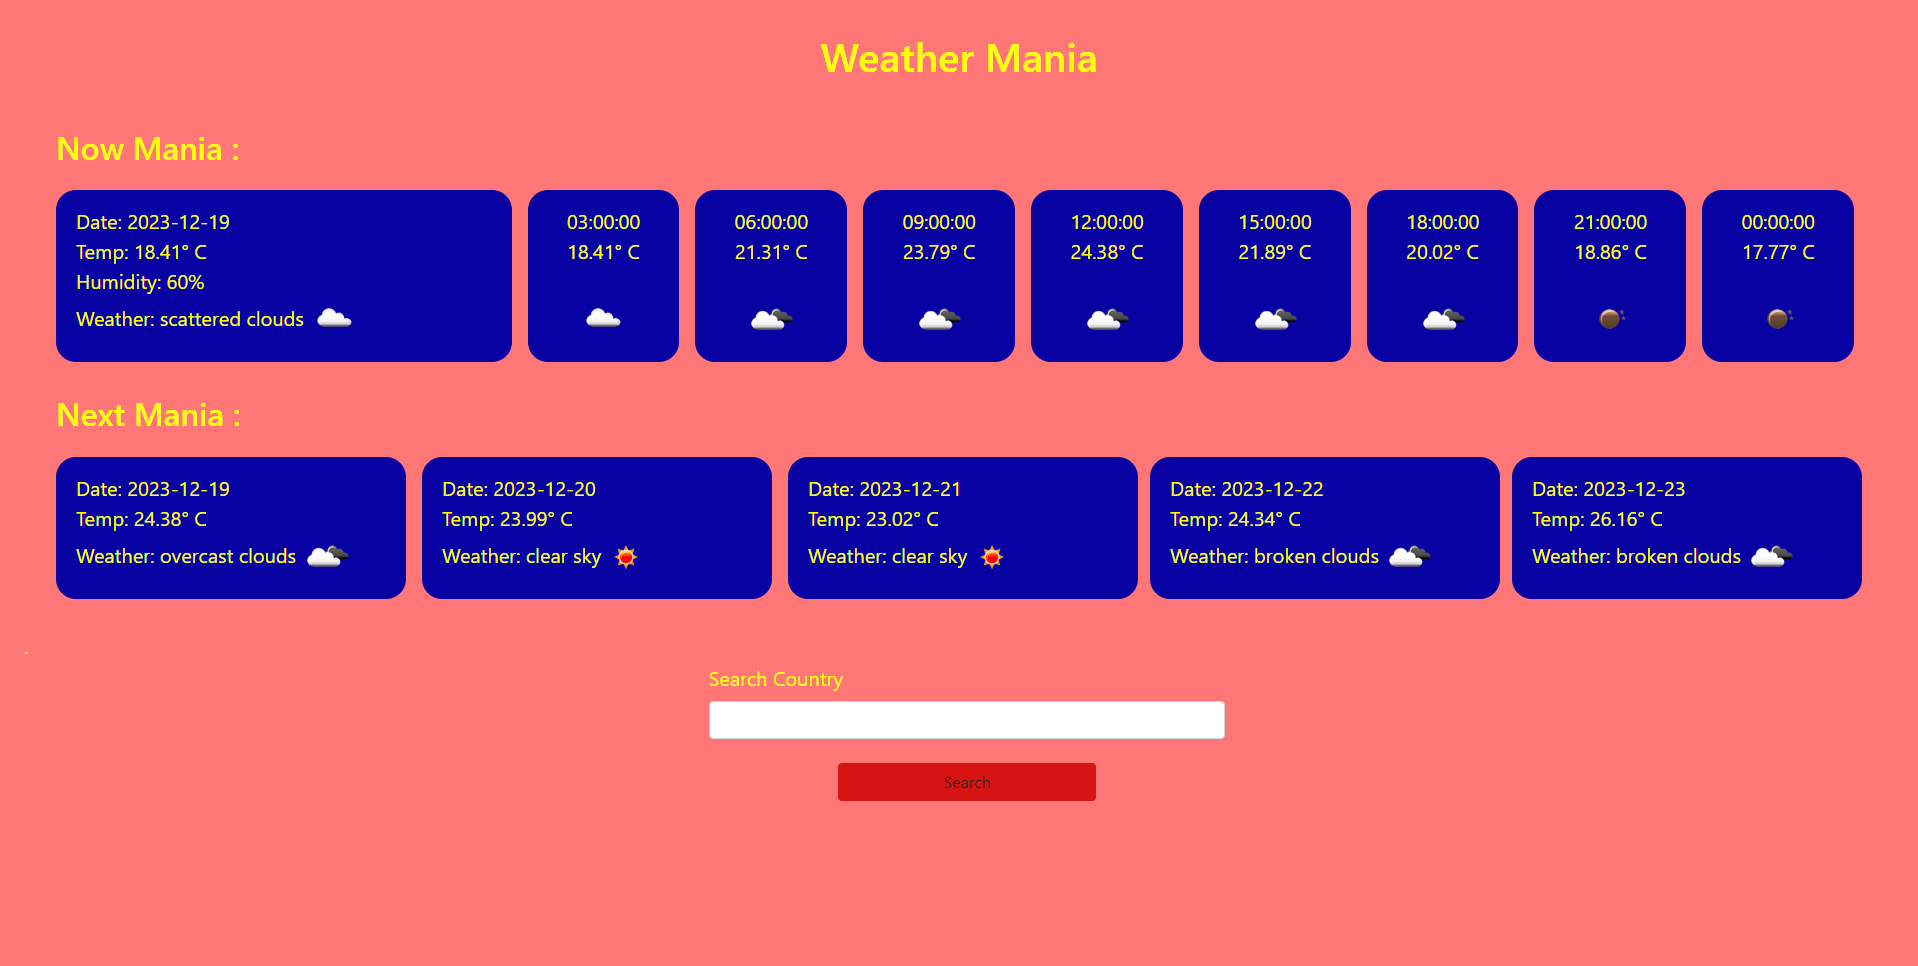 Weather Mania
Now Mania :
Date: 2023-12-19
Temp: 18.41° C
Humidity: 60%
Weather: scattered clouds
03:00:00
18.41° C
06:00:00
21.31° C
09:00:00
23.79° C
12:00:00
24.38° C
15:00:00
21.89° C
18:00:00
20.02° C
21:00:00
18.86° C
00:00:00
17.77° C
Next Mania :
Date: 2023-12-19
Temp: 24.38° C
Weather: overcast clouds
Date: 2023-12-20
Temp: 23.99° C
Weather: clear sky
Date: 2023-12-21
Temp: 23.02° C
Weather: clear sky
Date: 2023-12-22
Temp: 24.34° C
Weather: broken clouds
Date: 2023-12-23
Temp: 26.16° C
Weather: broken clouds
.
Search Country
Search